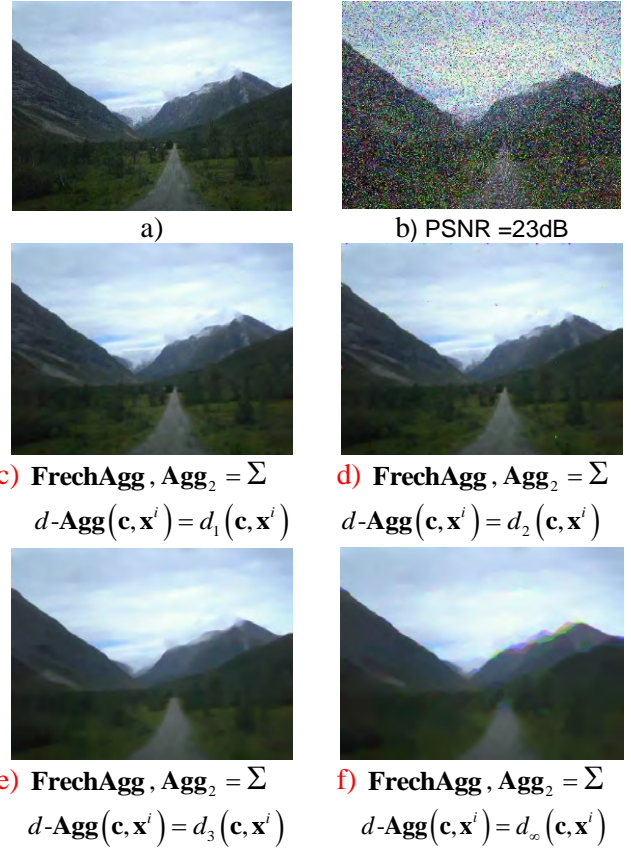 a)
b) PSNR =23dB
c) FrechAgg , Agg₂ = Σ
d-Agg(c, xⁱ) = d₁(c, xⁱ)
d) FrechAgg , Agg₂ = Σ
d-Agg(c, xⁱ) = d₂(c, xⁱ)
e) FrechAgg , Agg₂ = Σ
d-Agg(c, xⁱ) = d₃(c, xⁱ)
f) FrechAgg , Agg₂ = Σ
d-Agg(c, xⁱ) = d∞(c, xⁱ)